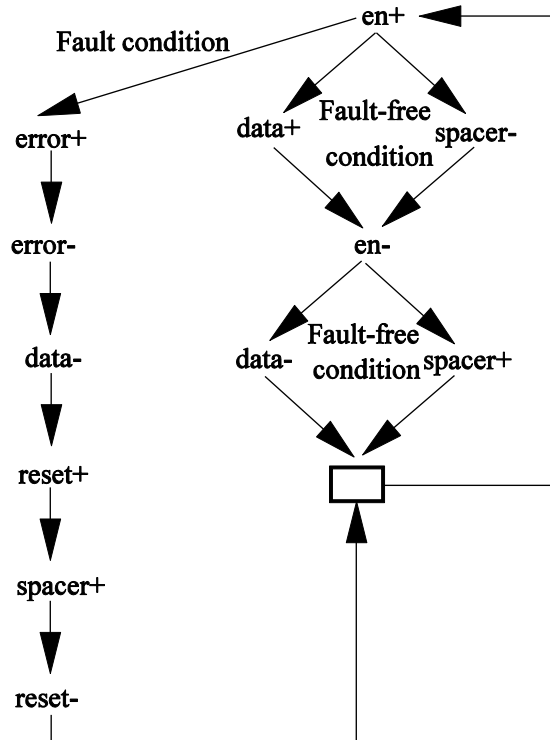 en+
Fault condition
error+
data+
Fault-free
condition
spacer-
error-
en-
data-
data-
Fault-free
condition
spacer+
reset+
spacer+
reset-